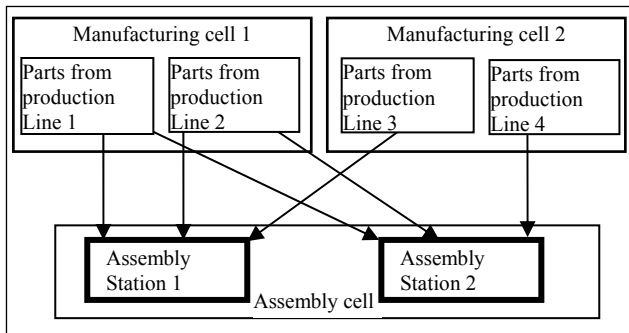 Manufacturing cell 1
Manufacturing cell 2
Parts from
production
Line 1
Parts from
production
Line 2
Parts from
production
Line 3
Parts from
production
Line 4
Assembly
Station 1
Assembly
Station 2
Assembly cell